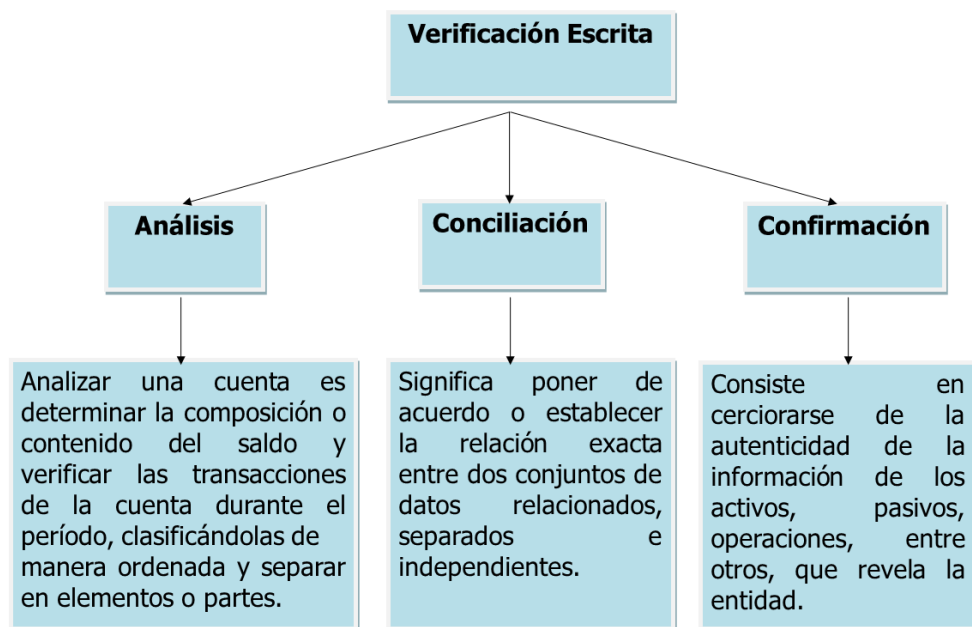 Verificación Escrita
Análisis
Conciliación
Confirmación
Analizar una cuenta es
determinar la composición o
contenido del saldo y
verificar las transacciones
de la cuenta durante el
período, clasificándolas de
manera ordenada y separar
en elementos o partes.
Significa poner de
acuerdo o establecer
la relación exacta
entre dos conjuntos de
datos relacionados,
separados e
independientes.
Consiste en
cerciorarse de la
autenticidad de la
información de los
activos, pasivos,
operaciones, entre
otros, que revela la
entidad.